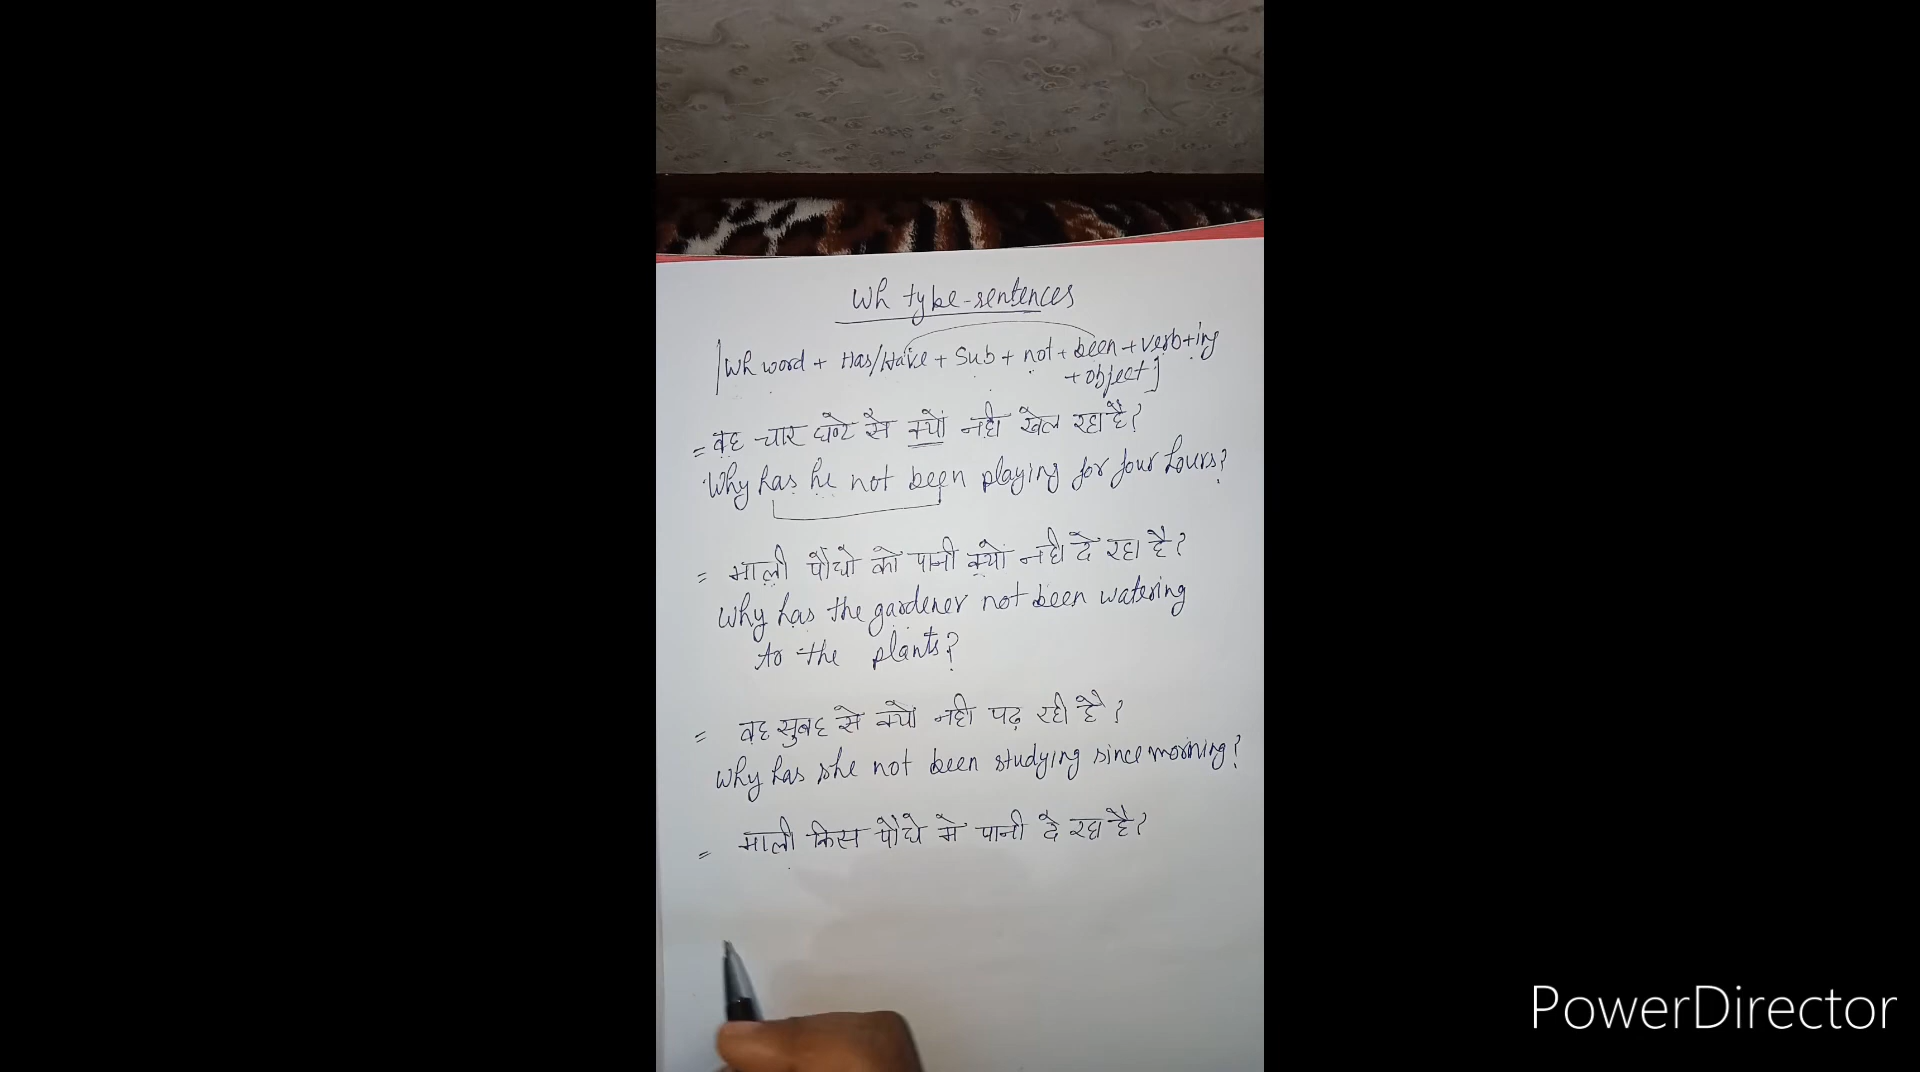 Wh type-sentences
[Wh word + Has/Have + Sub + not + been + verb + ing
+ object]
= वह चार घण्टे से क्यों नही खेल रहा है?
Why has he not been playing for four hours?
= माली पौधो को पानी क्यो नही दे रहा है?
Why has the gardener not been watering
to the plants?
= वह सुबह से क्यो नही पढ़ रही है?
Why has she not been studying since morning?
= माली किस पौधे मे पानी दे रहा है?
PowerDirector